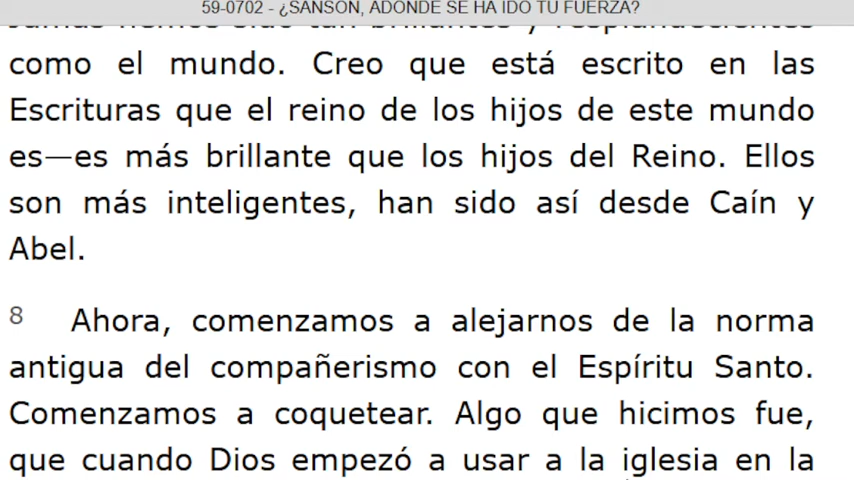 59-0702 - ¿SANSÓN, ADÓNDE SE HA IDO TU FUERZA?
como el mundo. Creo que está escrito en las
Escrituras que el reino de los hijos de este mundo
es—es más brillante que los hijos del Reino. Ellos
son más inteligentes, han sido así desde Caín y
Abel.
8 Ahora, comenzamos a alejarnos de la norma
antigua del compañerismo con el Espíritu Santo.
Comenzamos a coquetear. Algo que hicimos fue,
que cuando Dios empezó a usar a la iglesia en la